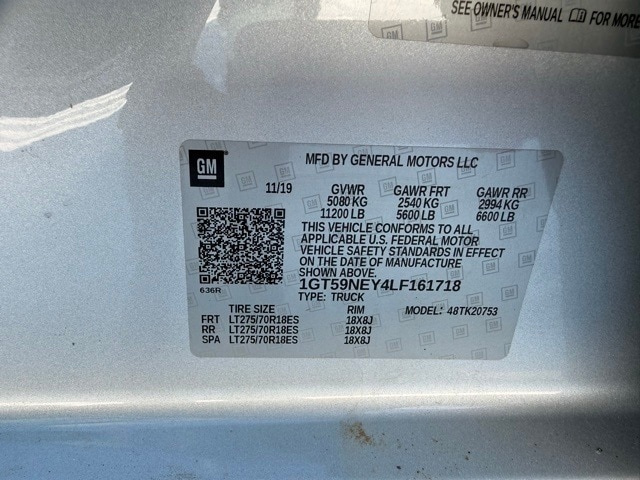 SEE OWNER'S MANUAL FOR MORE
GM
MFD BY GENERAL MOTORS LLC
11/19 GVWR GAWR FRT GAWR RR
5080 KG 2540 KG 2994 KG
11200 LB 5600 LB 6600 LB
THIS VEHICLE CONFORMS TO ALL
APPLICABLE U.S. FEDERAL MOTOR
VEHICLE SAFETY STANDARDS IN EFFECT
ON THE DATE OF MANUFACTURE
SHOWN ABOVE.
1GT59NEY4LF161718
636R
TYPE: TRUCK
TIRE SIZE RIM MODEL: 48TK20753
FRT LT275/70R18ES 18X8J
RR LT275/70R18ES 18X8J
SPA LT275/70R18ES 18X8J